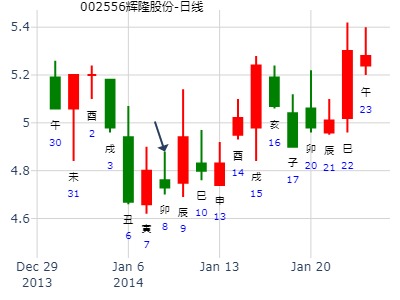 002556辉隆股份-日线
5.4
5.2
5
4.8
4.6
午
30
未
31
酉
2
戌
3
丑
6
寅
7
卯
8
辰
9
巳
10
申
13
酉
14
戌
15
亥
16
子
17
卯
20
辰
21
巳
22
午
23
Dec 29
2013
Jan 6
2014
Jan 13
Jan 20